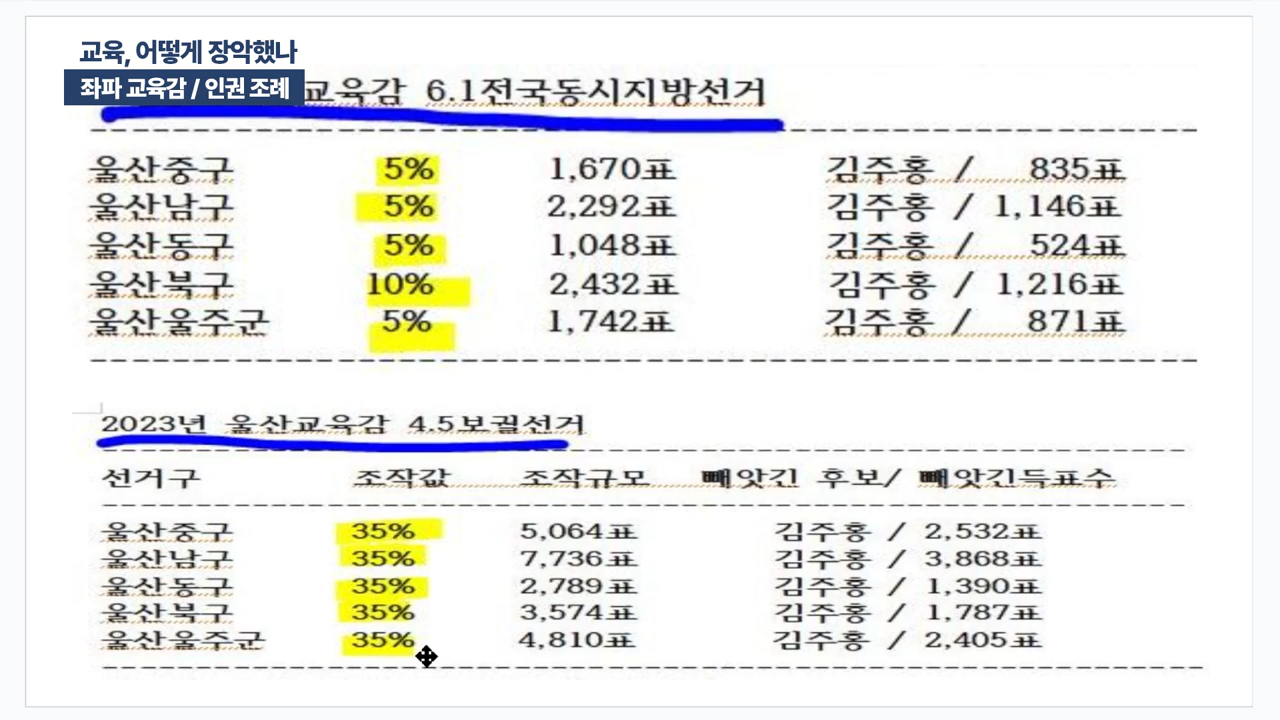 교육, 어떻게 장악했나
좌파 교육감 / 인권 조례
교육감 6.1전국동시지방선거
울산중구 5% 1,670표 김주홍 / 835표
울산남구 5% 2,292표 김주홍 / 1,146표
울산동구 5% 1,048표 김주홍 / 524표
울산북구 10% 2,432표 김주홍 / 1,216표
울산울주군 5% 1,742표 김주홍 / 871표
2023년 울산교육감 4.5보궐선거
선거구 조작값 조작규모 빼앗긴 후보/ 빼앗긴득표수
울산중구 35% 5,064표 김주홍 / 2,532표
울산남구 35% 7,736표 김주홍 / 3,868표
울산동구 35% 2,789표 김주홍 / 1,390표
울산북구 35% 3,574표 김주홍 / 1,787표
울산울주군 35% 4,810표 김주홍 / 2,405표